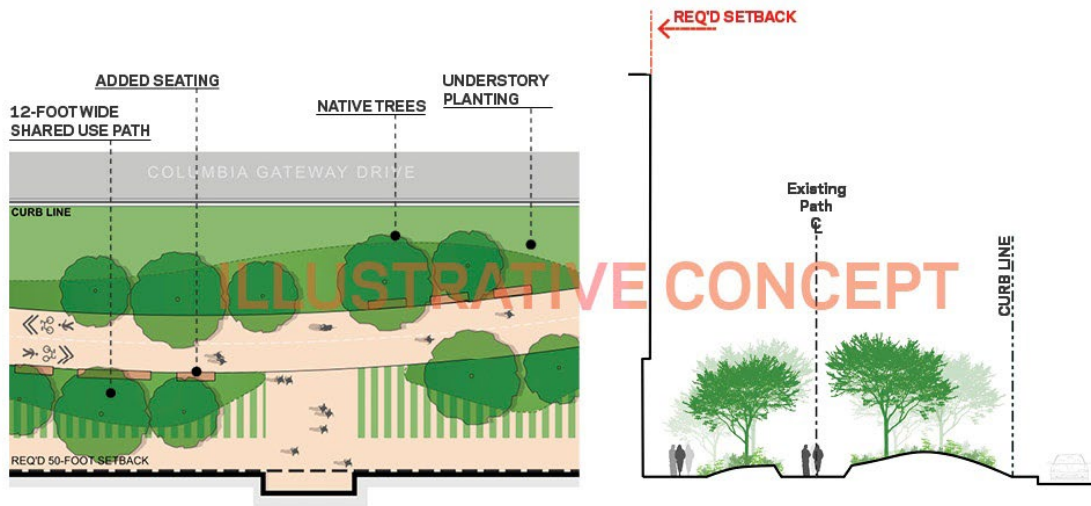 REQ'D SETBACK
ADDED SEATING
12-FOOT WIDE
SHARED USE PATH
NATIVE TREES
UNDERSTORY
PLANTING
COLUMBIA GATEWAY DRIVE
CURB LINE
Existing
Path
℄
CURB LINE
ILLUSTRATIVE CONCEPT
REQ'D 50-FOOT SETBACK